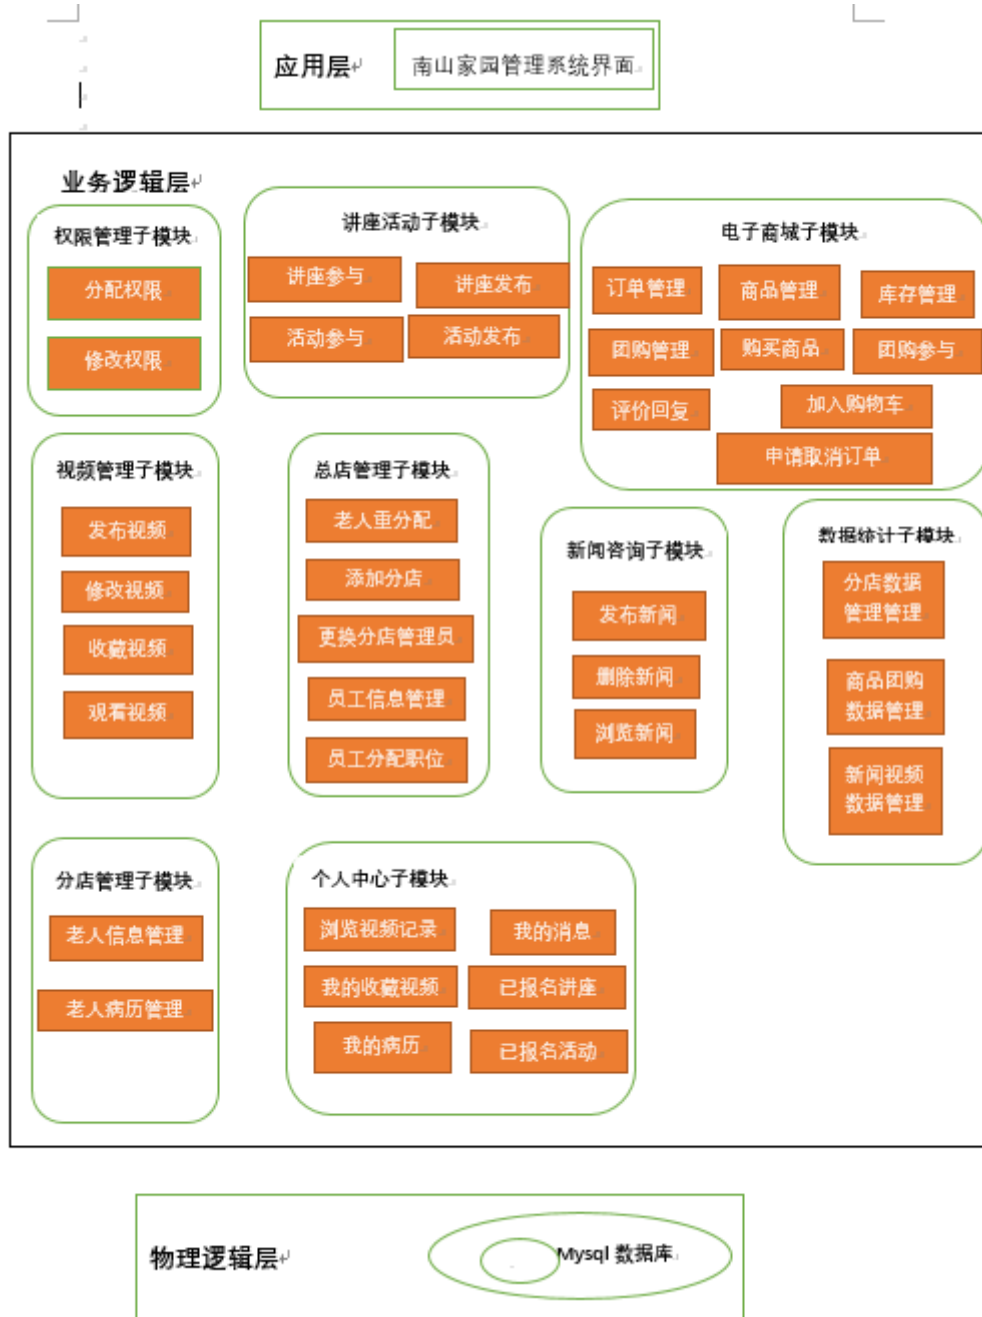 应用层
南山家园管理系统界面
业务逻辑层
权限管理子模块
分配权限
修改权限
讲座活动子模块
讲座参与
讲座发布
活动参与
活动发布
电子商城子模块
订单管理
商品管理
库存管理
团购管理
购买商品
团购参与
评价回复
加入购物车
申请取消订单
视频管理子模块
发布视频
修改视频
收藏视频
观看视频
总店管理子模块
老人重分配
添加分店
更换分店管理员
员工信息管理
员工分配职位
新闻咨询子模块
发布新闻
删除新闻
浏览新闻
数据统计子模块
分店数据
管理管理
商品团购
数据管理
新闻视频
数据管理
分店管理子模块
老人信息管理
老人病历管理
个人中心子模块
浏览视频记录
我的消息
我的收藏视频
已报名讲座
我的病历
已报名活动
物理逻辑层
Mysql 数据库